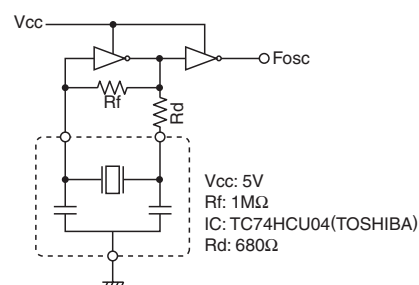 Vcc
Fosc
Rf
Rd
Vcc: 5V
Rf: 1MΩ
IC: TC74HCU04(TOSHIBA)
Rd: 680Ω